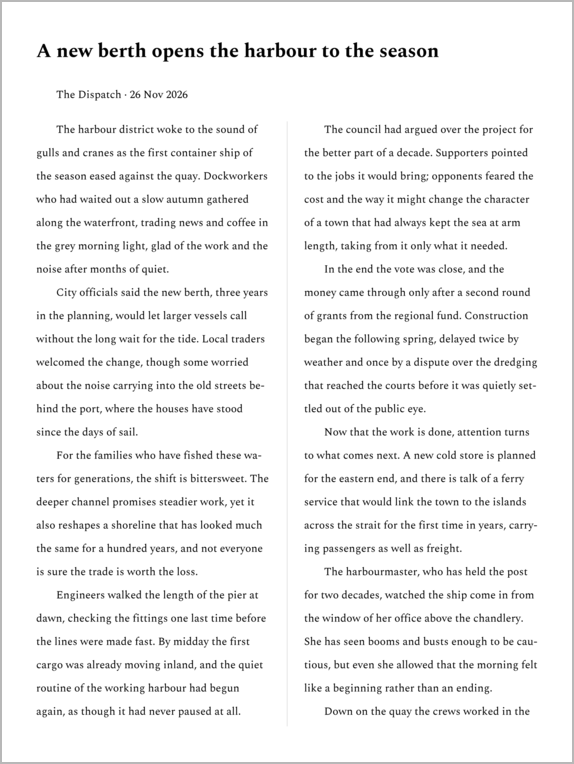 A new berth opens the harbour to the season
The Dispatch · 26 Nov 2026
The harbour district woke to the sound of
gulls and cranes as the first container ship of
the season eased against the quay. Dockworkers
who had waited out a slow autumn gathered
along the waterfront, trading news and coffee in
the grey morning light, glad of the work and the
noise after months of quiet.
City officials said the new berth, three years
in the planning, would let larger vessels call
without the long wait for the tide. Local traders
welcomed the change, though some worried
about the noise carrying into the old streets be-
hind the port, where the houses have stood
since the days of sail.
For the families who have fished these wa-
ters for generations, the shift is bittersweet. The
deeper channel promises steadier work, yet it
also reshapes a shoreline that has looked much
the same for a hundred years, and not everyone
is sure the trade is worth the loss.
Engineers walked the length of the pier at
dawn, checking the fittings one last time before
the lines were made fast. By midday the first
cargo was already moving inland, and the quiet
routine of the working harbour had begun
again, as though it had never paused at all.
The council had argued over the project for
the better part of a decade. Supporters pointed
to the jobs it would bring; opponents feared the
cost and the way it might change the character
of a town that had always kept the sea at arm
length, taking from it only what it needed.
In the end the vote was close, and the
money came through only after a second round
of grants from the regional fund. Construction
began the following spring, delayed twice by
weather and once by a dispute over the dredging
that reached the courts before it was quietly set-
tled out of the public eye.
Now that the work is done, attention turns
to what comes next. A new cold store is planned
for the eastern end, and there is talk of a ferry
service that would link the town to the islands
across the strait for the first time in years, carry-
ing passengers as well as freight.
The harbourmaster, who has held the post
for two decades, watched the ship come in from
the window of her office above the chandlery.
She has seen booms and busts enough to be cau-
tious, but even she allowed that the morning felt
like a beginning rather than an ending.
Down on the quay the crews worked in the